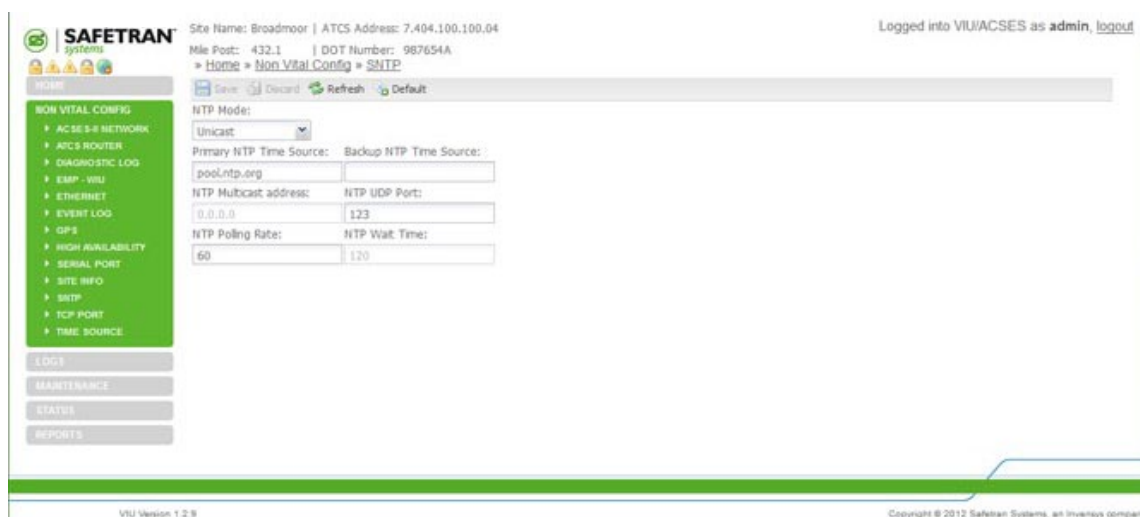 SAFETRAN
systems
Site Name: Broadmoor | ATCS Address: 7.404.100.100.04
Mile Post: 432.1 | DOT Number: 987654A
» Home » Non Vital Config » SNTP
Logged into VIU/ACSES as admin, logout
HOME
Save Discard Refresh Default
NON VITAL CONFIG
ACSES-II NETWORK
ATCS ROUTER
DIAGNOSTIC LOG
EMP - WIU
ETHERNET
EVENT LOG
GPS
HIGH AVAILABILITY
SERIAL PORT
SITE INFO
SNTP
TCP PORT
TIME SOURCE
LOGS
MAINTENANCE
STATUS
REPORTS
NTP Mode:
Unicast
Primary NTP Time Source: Backup NTP Time Source:
pool.ntp.org
NTP Multicast address: NTP UDP Port:
0.0.0.0 123
NTP Polling Rate: NTP Wait Time:
60 120
VIU Version 1.2.9
Copyright © 2012 Safetran Systems, an Invensys compan